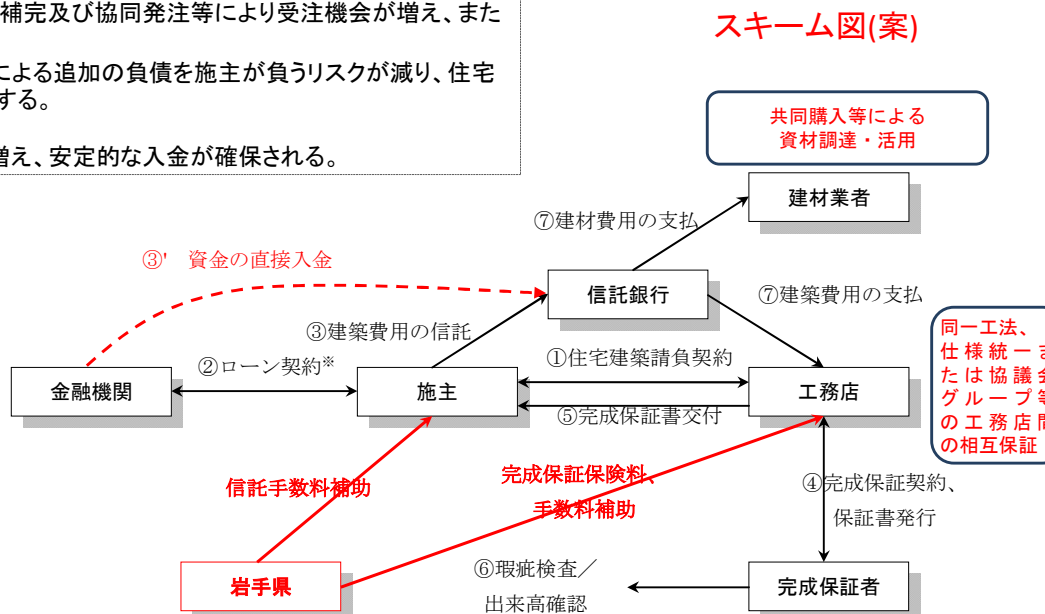 補完及び協同発注等により受注機会が増え、また
による追加の負債を施主が負うリスクが減り、住宅
する。
増え、安定的な入金が確保される。
スキーム図(案)
共同購入等による
資材調達・活用
建材業者
⑦建材費用の支払
③'　資金の直接入金
信託銀行
⑦建築費用の支払
③建築費用の信託
①住宅建築請負契約
②ローン契約※
金融機関
施主
工務店
同一工法、
仕様統一ま
たは協議会
グループ等
の工務店間
の相互保証
⑤完成保証書交付
信託手数料補助
完成保証保険料、
手数料補助
④完成保証契約、
保証書発行
岩手県
⑥瑕疵検査／
出来高確認
完成保証者